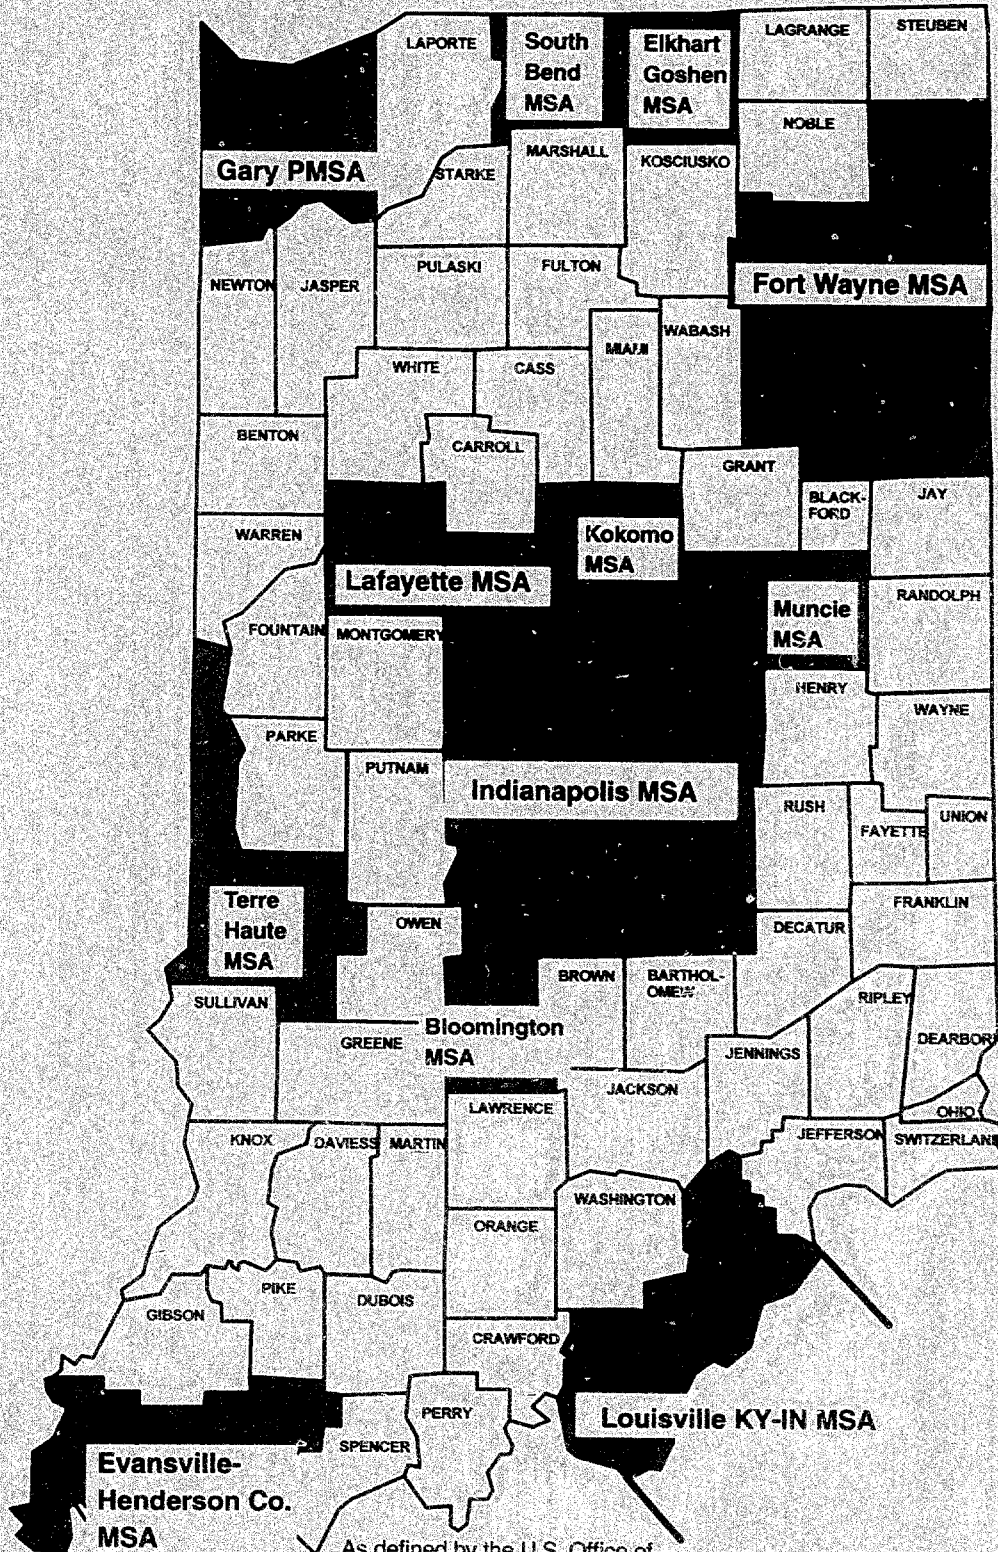 LAPORTE
South
Bend
MSA
Elkhart
Goshen
MSA
LAGRANGE
STEUBEN
NOBLE
Gary PMSA
STARKE
MARSHALL
KOSCIUSKO
NEWTON
JASPER
PULASKI
FULTON
Fort Wayne MSA
WHITE
CASS
MIAMI
WABASH
BENTON
CARROLL
GRANT
BLACK-
FORD
JAY
WARREN
Kokomo
MSA
Lafayette MSA
Muncie
MSA
RANDOLPH
FOUNTAIN
MONTGOMERY
HENRY
WAYNE
PARKE
PUTNAM
Indianapolis MSA
RUSH
FAYETTE
UNION
Terre
Haute
MSA
OWEN
DECATUR
FRANKLIN
SULLIVAN
BROWN
BARTHOL-
OMEW
RIPLEY
GREENE
Bloomington
MSA
JENNINGS
DEARBOR
JACKSON
LAWRENCE
OHIO
KNOX
DAVIESS
MARTIN
JEFFERSON
SWITZERLAND
WASHINGTON
ORANGE
PIKE
DUBOIS
GIBSON
CRAWFORD
PERRY
Louisville KY-IN MSA
SPENCER
Evansville-
Henderson Co.
MSA
As defined by the U.S. Office of